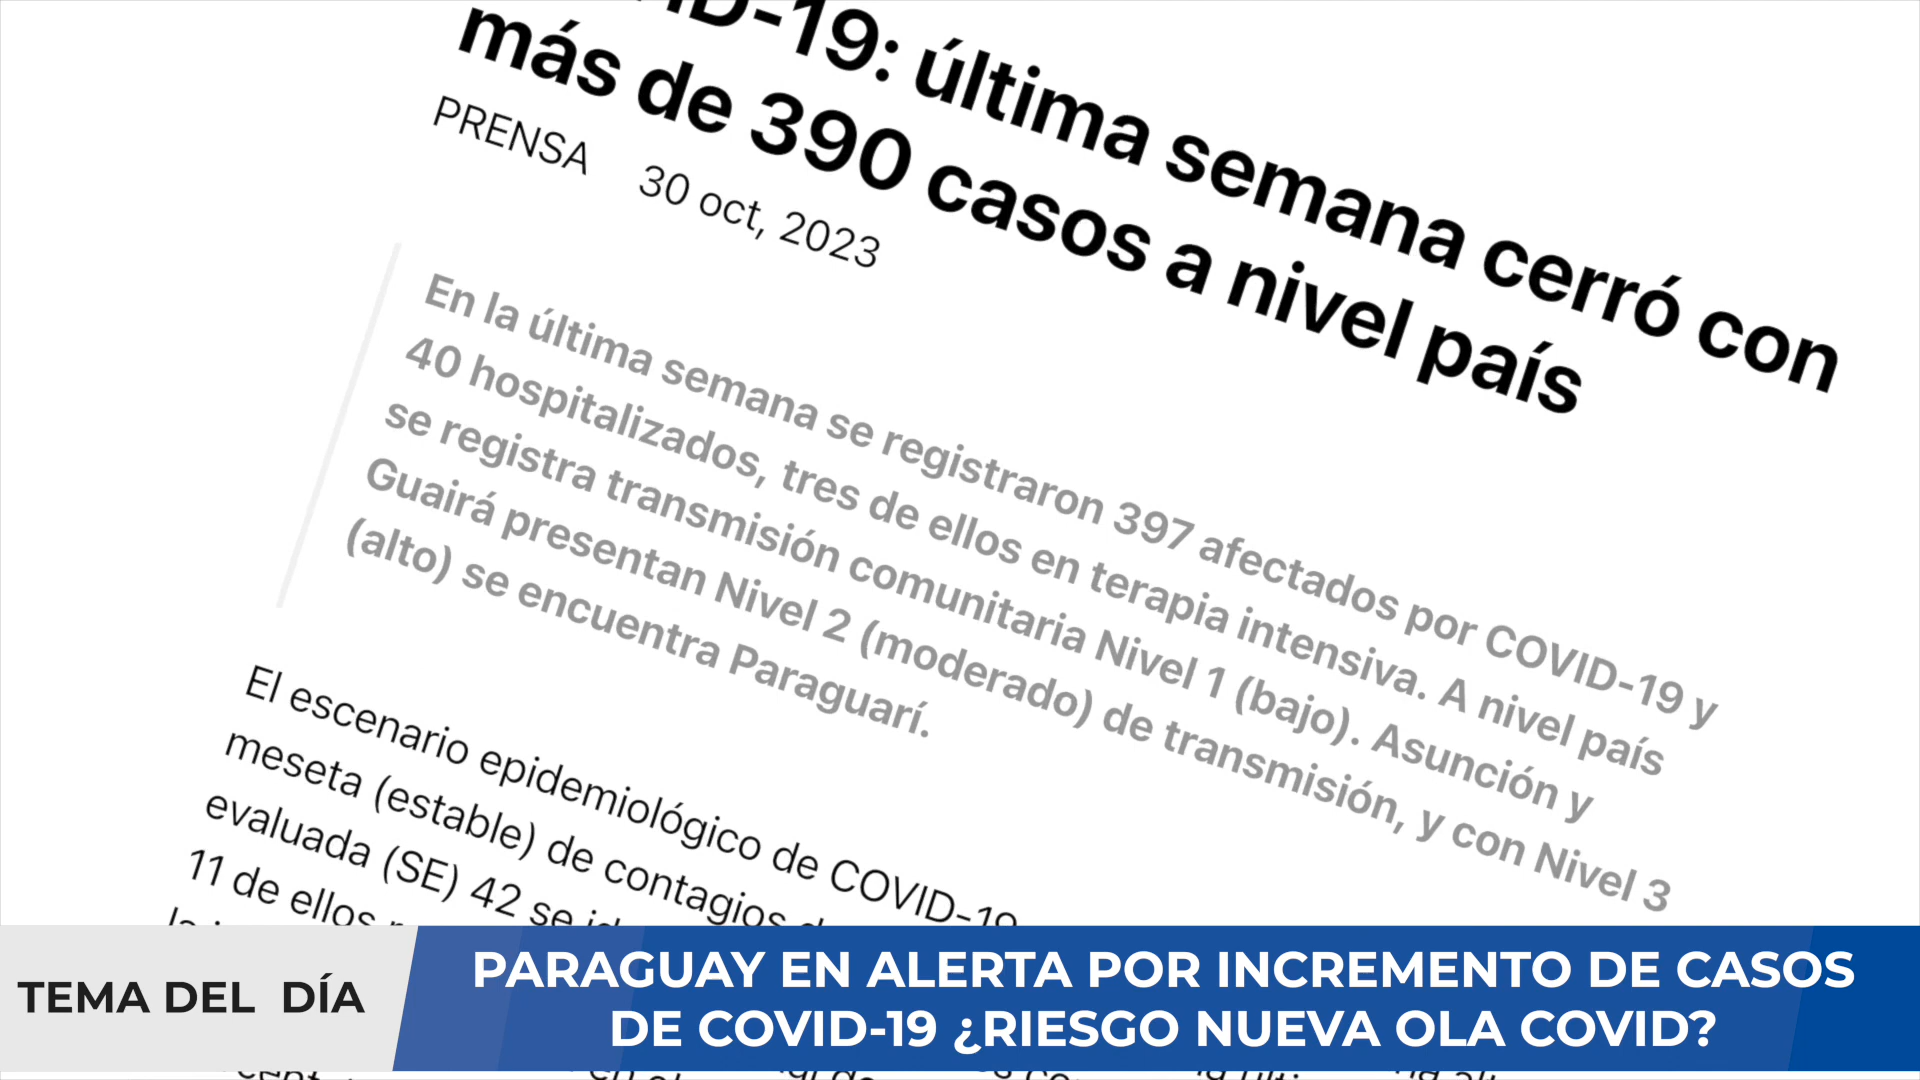 COVID-19: última semana cerró con
más de 390 casos a nivel país
PRENSA 30 oct, 2023
En la última semana se registraron 397 afectados por COVID-19 y
40 hospitalizados, tres de ellos en terapia intensiva. A nivel país
se registra transmisión comunitaria Nivel 1 (bajo). Asunción y
Guairá presentan Nivel 2 (moderado) de transmisión, y con Nivel 3
(alto) se encuentra Paraguarí.
El escenario epidemiológico de COVID-19
meseta (estable) de contagios
evaluada (SE) 42 se
11 de ellos
TEMA DEL DÍA
PARAGUAY EN ALERTA POR INCREMENTO DE CASOS
DE COVID-19 ¿RIESGO NUEVA OLA COVID?